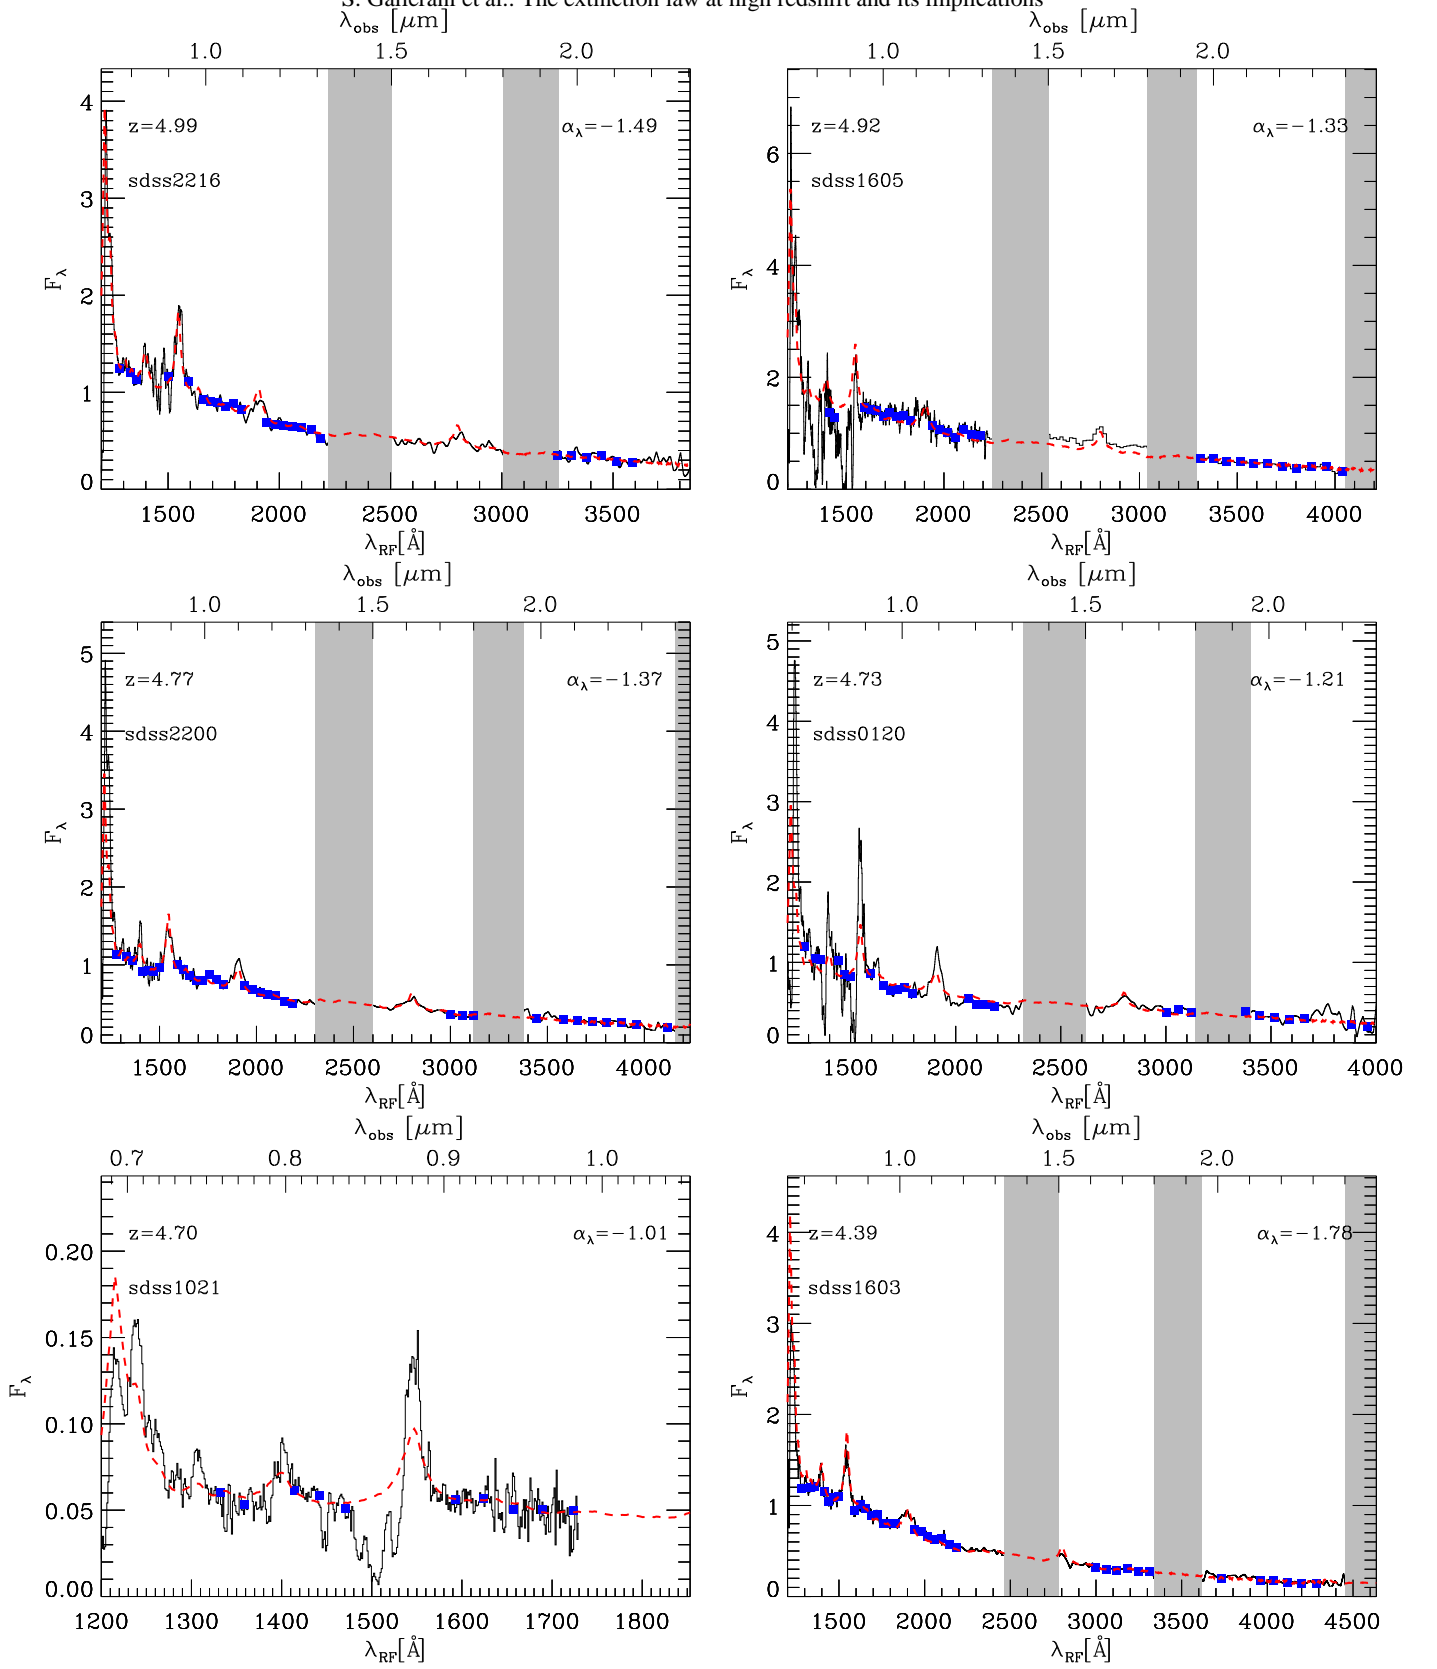 S. Gallerani et al.: The extinction law at high redshift and its implications
λobs [μm]
1.0 1.5 2.0
4
3
2
1
0
Fλ
z=4.99
αλ=−1.49
sdss2216
1500 2000 2500 3000 3500
λRF[Å]
λobs [μm]
1.0 1.5 2.0
6
4
2
0
Fλ
z=4.92
αλ=−1.33
sdss1605
1500 2000 2500 3000 3500 4000
λRF[Å]
λobs [μm]
1.0 1.5 2.0
5
4
3
2
1
0
Fλ
z=4.77
αλ=−1.37
sdss2200
1500 2000 2500 3000 3500 4000
λRF[Å]
λobs [μm]
1.0 1.5 2.0
5
4
3
2
1
0
Fλ
z=4.73
αλ=−1.21
sdss0120
1500 2000 2500 3000 3500 4000
λRF[Å]
λobs [μm]
0.7 0.8 0.9 1.0
0.20
0.15
0.10
0.05
0.00
Fλ
z=4.70
αλ=−1.01
sdss1021
1200 1300 1400 1500 1600 1700 1800
λRF[Å]
λobs [μm]
1.0 1.5 2.0
4
3
2
1
0
Fλ
z=4.39
αλ=−1.78
sdss1603
1500 2000 2500 3000 3500 4000 4500
λRF[Å]